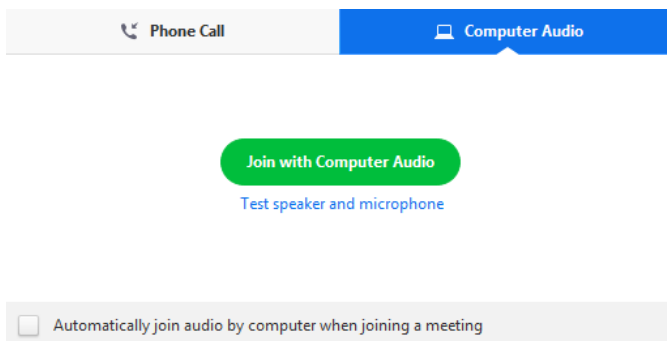 Phone Call
Computer Audio
Join with Computer Audio
Test speaker and microphone
Automatically join audio by computer when joining a meeting